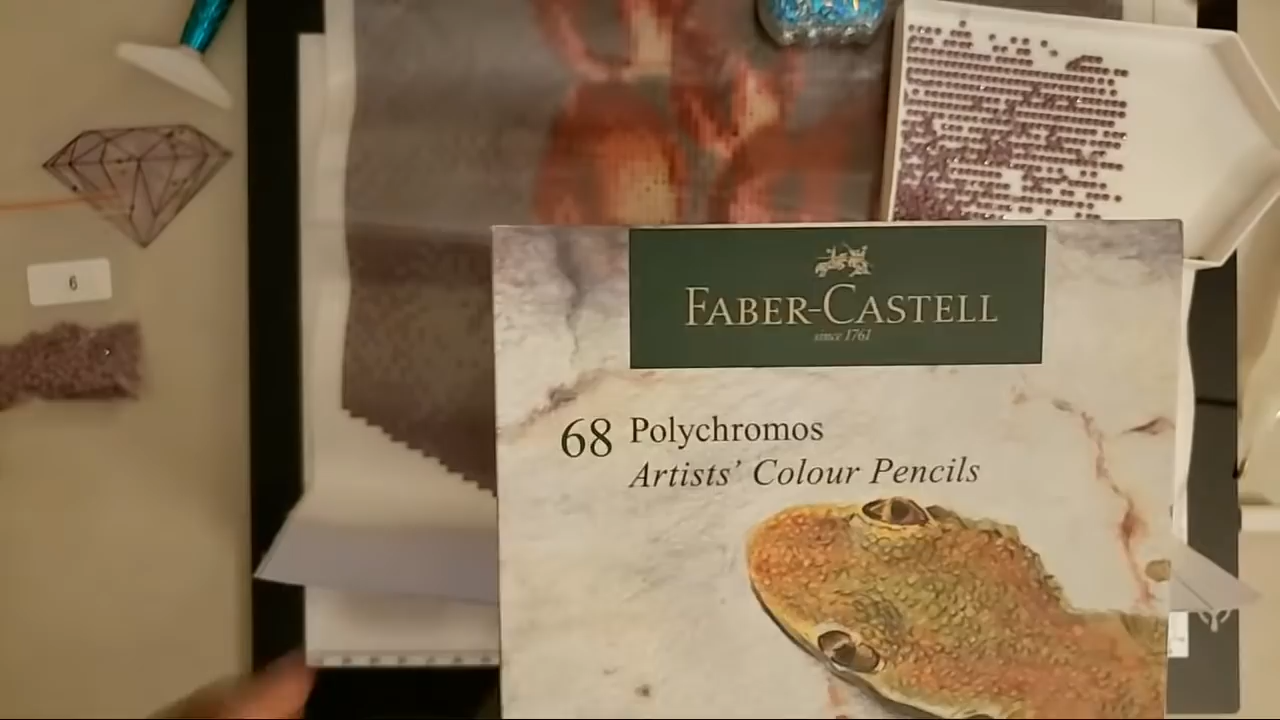 6
FABER-CASTELL
since 1761
68 Polychromos
Artists' Colour Pencils